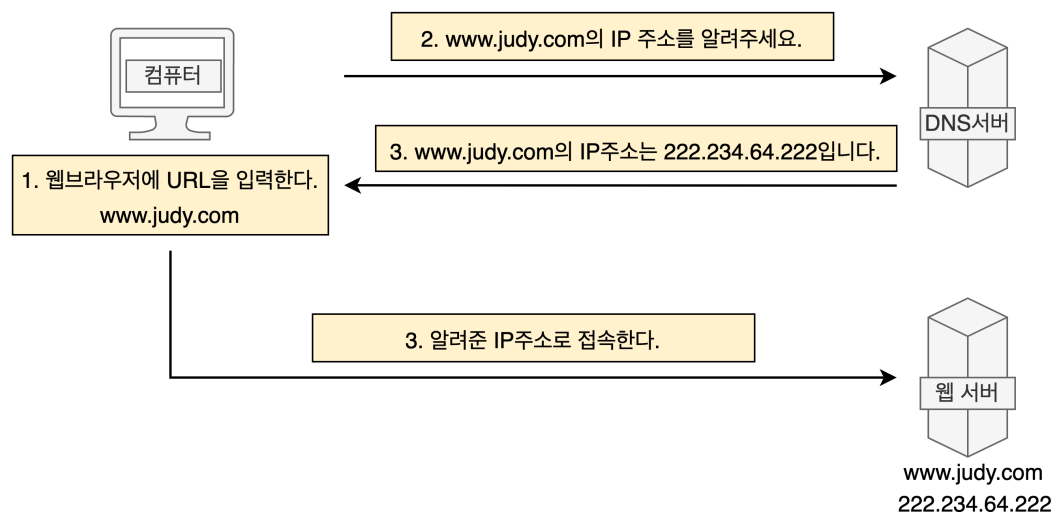 컴퓨터
2. www.judy.com의 IP 주소를 알려주세요.
DNS서버
3. www.judy.com의 IP주소는 222.234.64.222입니다.
1. 웹브라우저에 URL을 입력한다.
www.judy.com
3. 알려준 IP주소로 접속한다.
웹 서버
www.judy.com
222.234.64.222